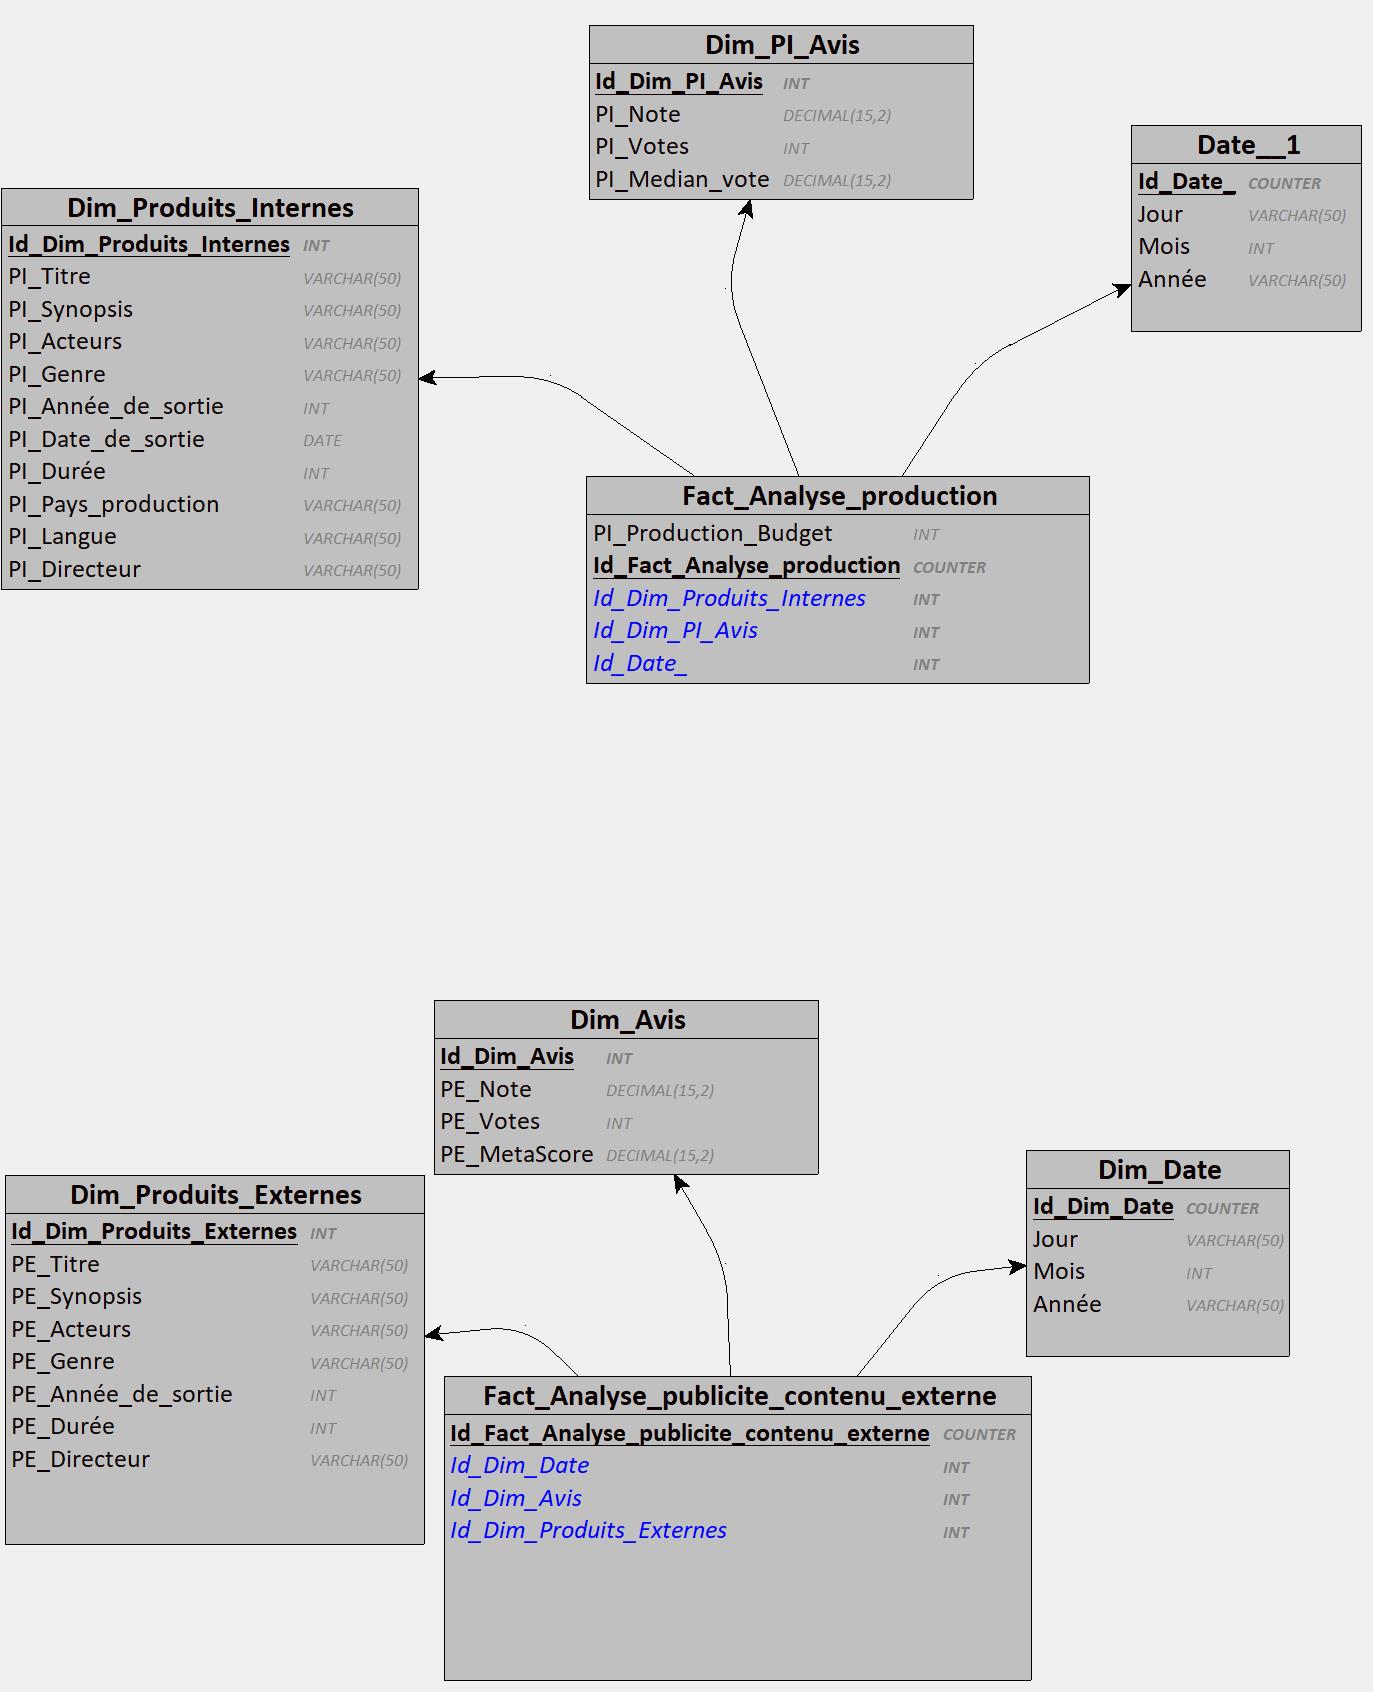 Dim_PI_Avis
Id_Dim_PI_Avis INT
PI_Note DECIMAL(15,2)
PI_Votes INT
PI_Median_vote DECIMAL(15,2)
Date__1
Id_Date_ COUNTER
Jour VARCHAR(50)
Mois INT
Année VARCHAR(50)
Dim_Produits_Internes
Id_Dim_Produits_Internes INT
PI_Titre VARCHAR(50)
PI_Synopsis VARCHAR(50)
PI_Acteurs VARCHAR(50)
PI_Genre VARCHAR(50)
PI_Année_de_sortie INT
PI_Date_de_sortie DATE
PI_Durée INT
PI_Pays_production VARCHAR(50)
PI_Langue VARCHAR(50)
PI_Directeur VARCHAR(50)
Fact_Analyse_production
PI_Production_Budget INT
Id_Fact_Analyse_production COUNTER
Id_Dim_Produits_Internes INT
Id_Dim_PI_Avis INT
Id_Date_ INT
Dim_Avis
Id_Dim_Avis INT
PE_Note DECIMAL(15,2)
PE_Votes INT
PE_MetaScore DECIMAL(15,2)
Dim_Date
Id_Dim_Date COUNTER
Jour VARCHAR(50)
Mois INT
Année VARCHAR(50)
Dim_Produits_Externes
Id_Dim_Produits_Externes INT
PE_Titre VARCHAR(50)
PE_Synopsis VARCHAR(50)
PE_Acteurs VARCHAR(50)
PE_Genre VARCHAR(50)
PE_Année_de_sortie INT
PE_Durée INT
PE_Directeur VARCHAR(50)
Fact_Analyse_publicite_contenu_externe
Id_Fact_Analyse_publicite_contenu_externe COUNTER
Id_Dim_Date INT
Id_Dim_Avis INT
Id_Dim_Produits_Externes INT